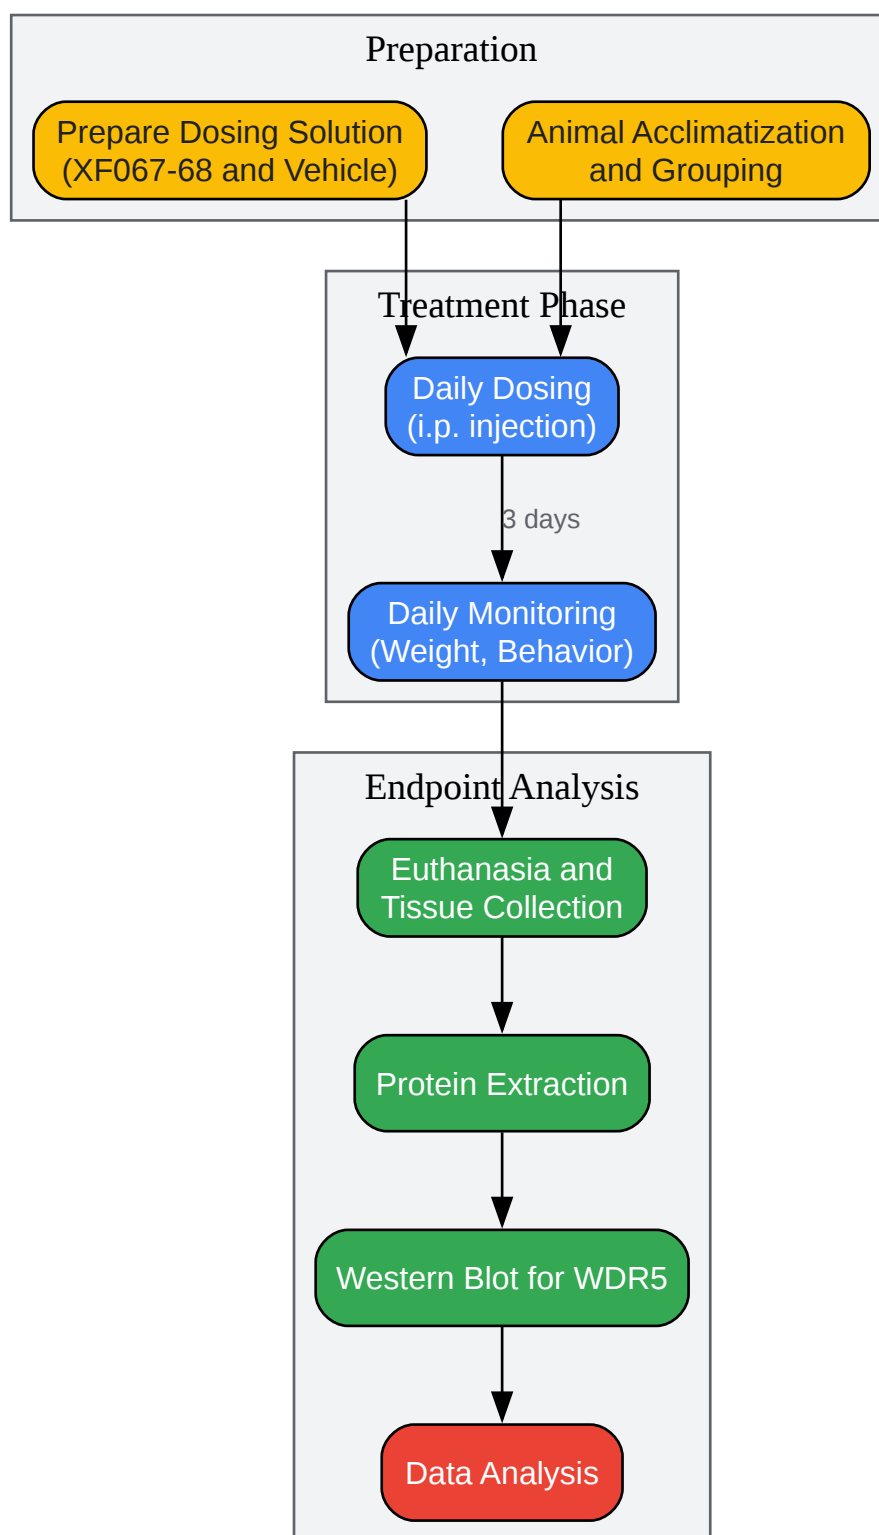 Preparation
Prepare Dosing Solution
(XF067-68 and Vehicle)
Animal Acclimatization
and Grouping
Treatment Phase
Daily Dosing
(i.p. injection)
3 days
Daily Monitoring
(Weight, Behavior)
Endpoint Analysis
Euthanasia and
Tissue Collection
Protein Extraction
Western Blot for WDR5
Data Analysis